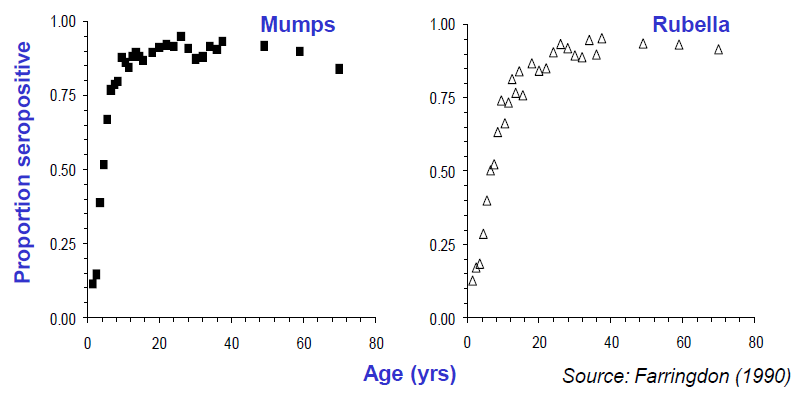 Mumps
Rubella
Proportion seropositive
1.00
0.75
0.50
0.25
0.00
0 20 40 60 80
1.00
0.75
0.50
0.25
0.00
0 20 40 60 80
Age (yrs)
Source: Farringdon (1990)